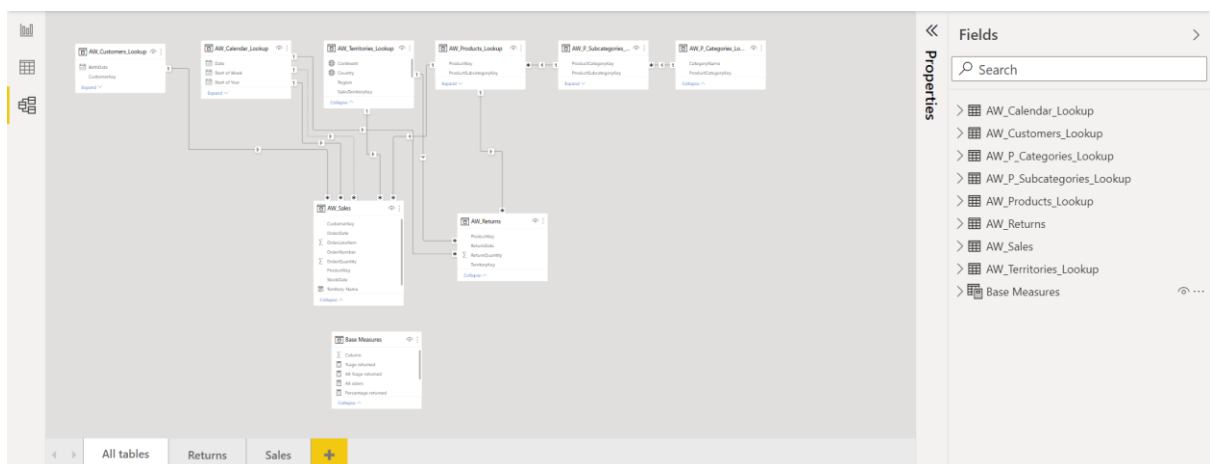 AW_Customers_Lookup
BirthDate
CustomerKey
Expand
AW_Calendar_Lookup
Date
Start of Week
Start of Year
Expand
AW_Territories_Lookup
Continent
Country
Region
SalesTerritoryKey
Collapse
AW_Products_Lookup
ProductKey
ProductSubcategoryKey
Expand
AW_P_Subcategories_...
ProductCategoryKey
ProductSubcategoryKey
Expand
AW_P_Categories_Lo...
CategoryName
ProductCategoryKey
Collapse
AW_Sales
CustomerKey
OrderDate
OrderLineItem
OrderNumber
OrderQuantity
ProductKey
StockDate
Territory Name
Collapse
AW_Returns
ProductKey
ReturnDate
ReturnQuantity
TerritoryKey
Collapse
Base Measures
Column
%age returned
All %age returned
Percentage returned
Collapse
All tables
Returns
Sales
Properties
Fields
Search
AW_Calendar_Lookup
AW_Customers_Lookup
AW_P_Categories_Lookup
AW_P_Subcategories_Lookup
AW_Products_Lookup
AW_Returns
AW_Sales
AW_Territories_Lookup
Base Measures